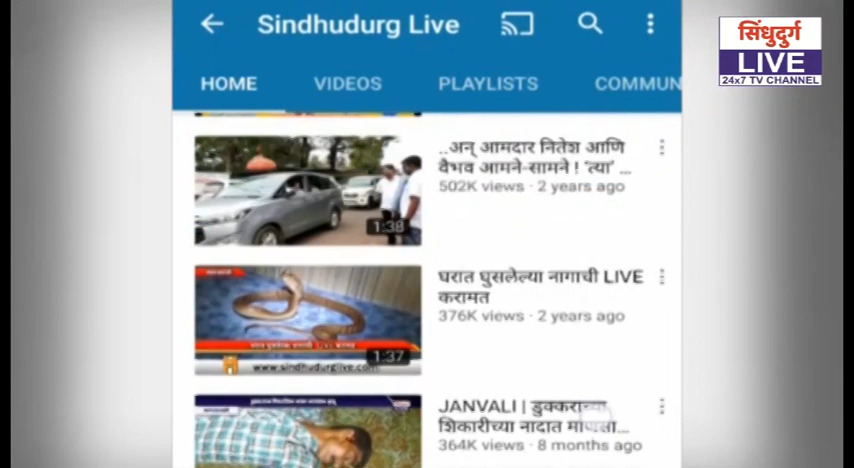 Sindhudurg Live
सिंधुदुर्ग
LIVE
24x7 TV CHANNEL
HOME VIDEOS PLAYLISTS COMMUN
..अन् आमदार नितेश आणि
वैभव आमने-सामने ! 'त्या' ...
502K views · 2 years ago
1:38
घरात घुसलेल्या नागाची LIVE
करामत
376K views · 2 years ago
1:37
www.sindhudurglive.com
JANVALI | डुक्कराच्या
शिकारीच्या नादात माणसा...
364K views · 8 months ago